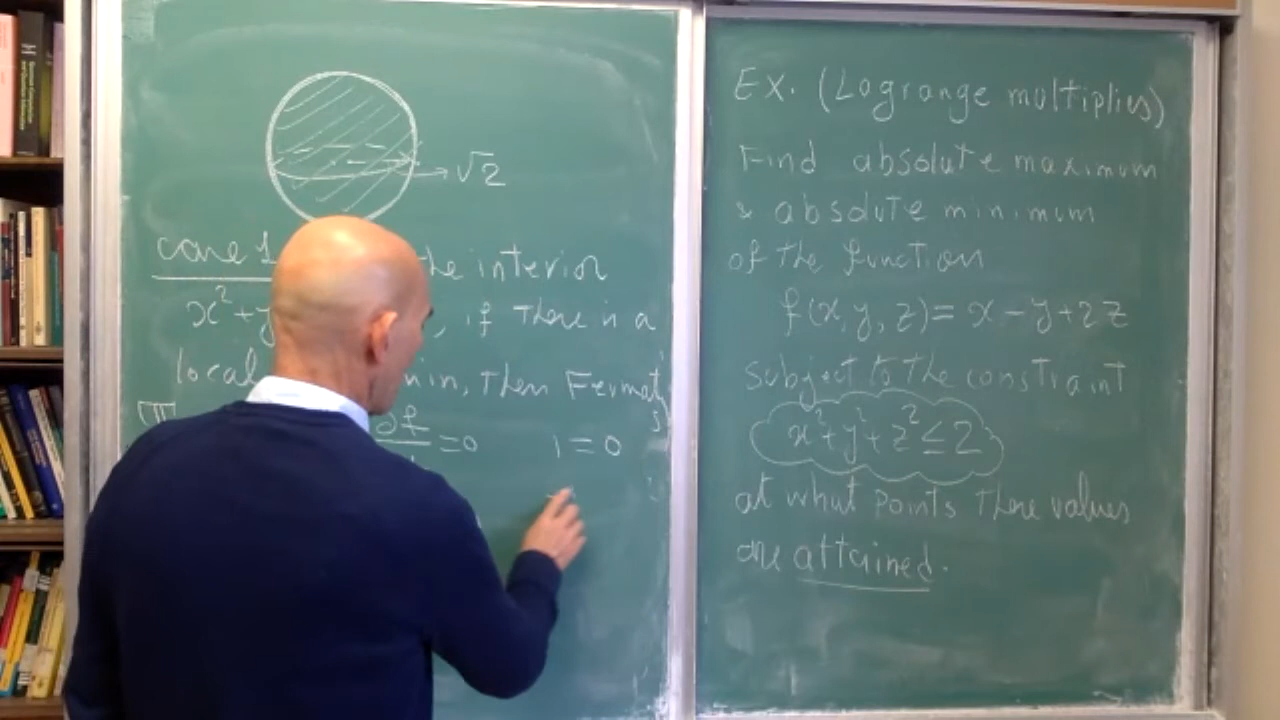 √2
case 1 the interior
x²+y , if there is a
local min, then Fermat's
∂f =0 1=0
EX. (Lagrange multiplies)
Find absolute maximum
& absolute minimum
of the function
f(x,y,z)= x-y+2z
subject to the constraint
x²+y²+z²≤2
at what points these values
are attained.